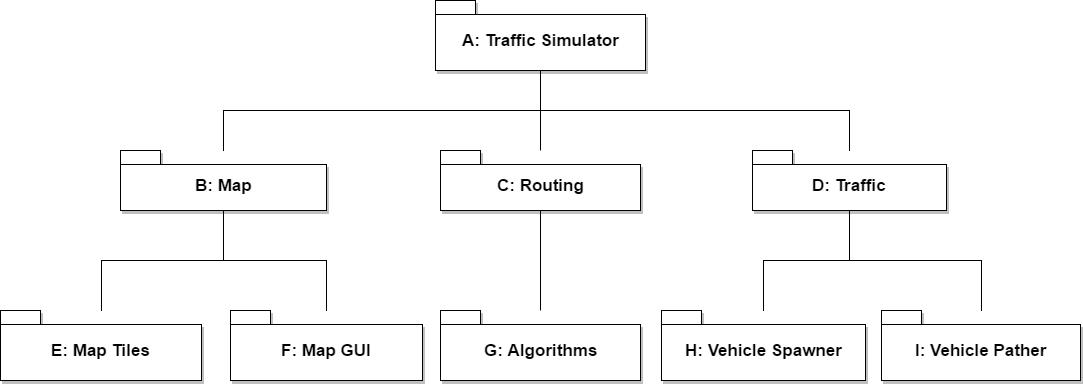 A: Traffic Simulator
B: Map
C: Routing
D: Traffic
E: Map Tiles
F: Map GUI
G: Algorithms
H: Vehicle Spawner
I: Vehicle Pather